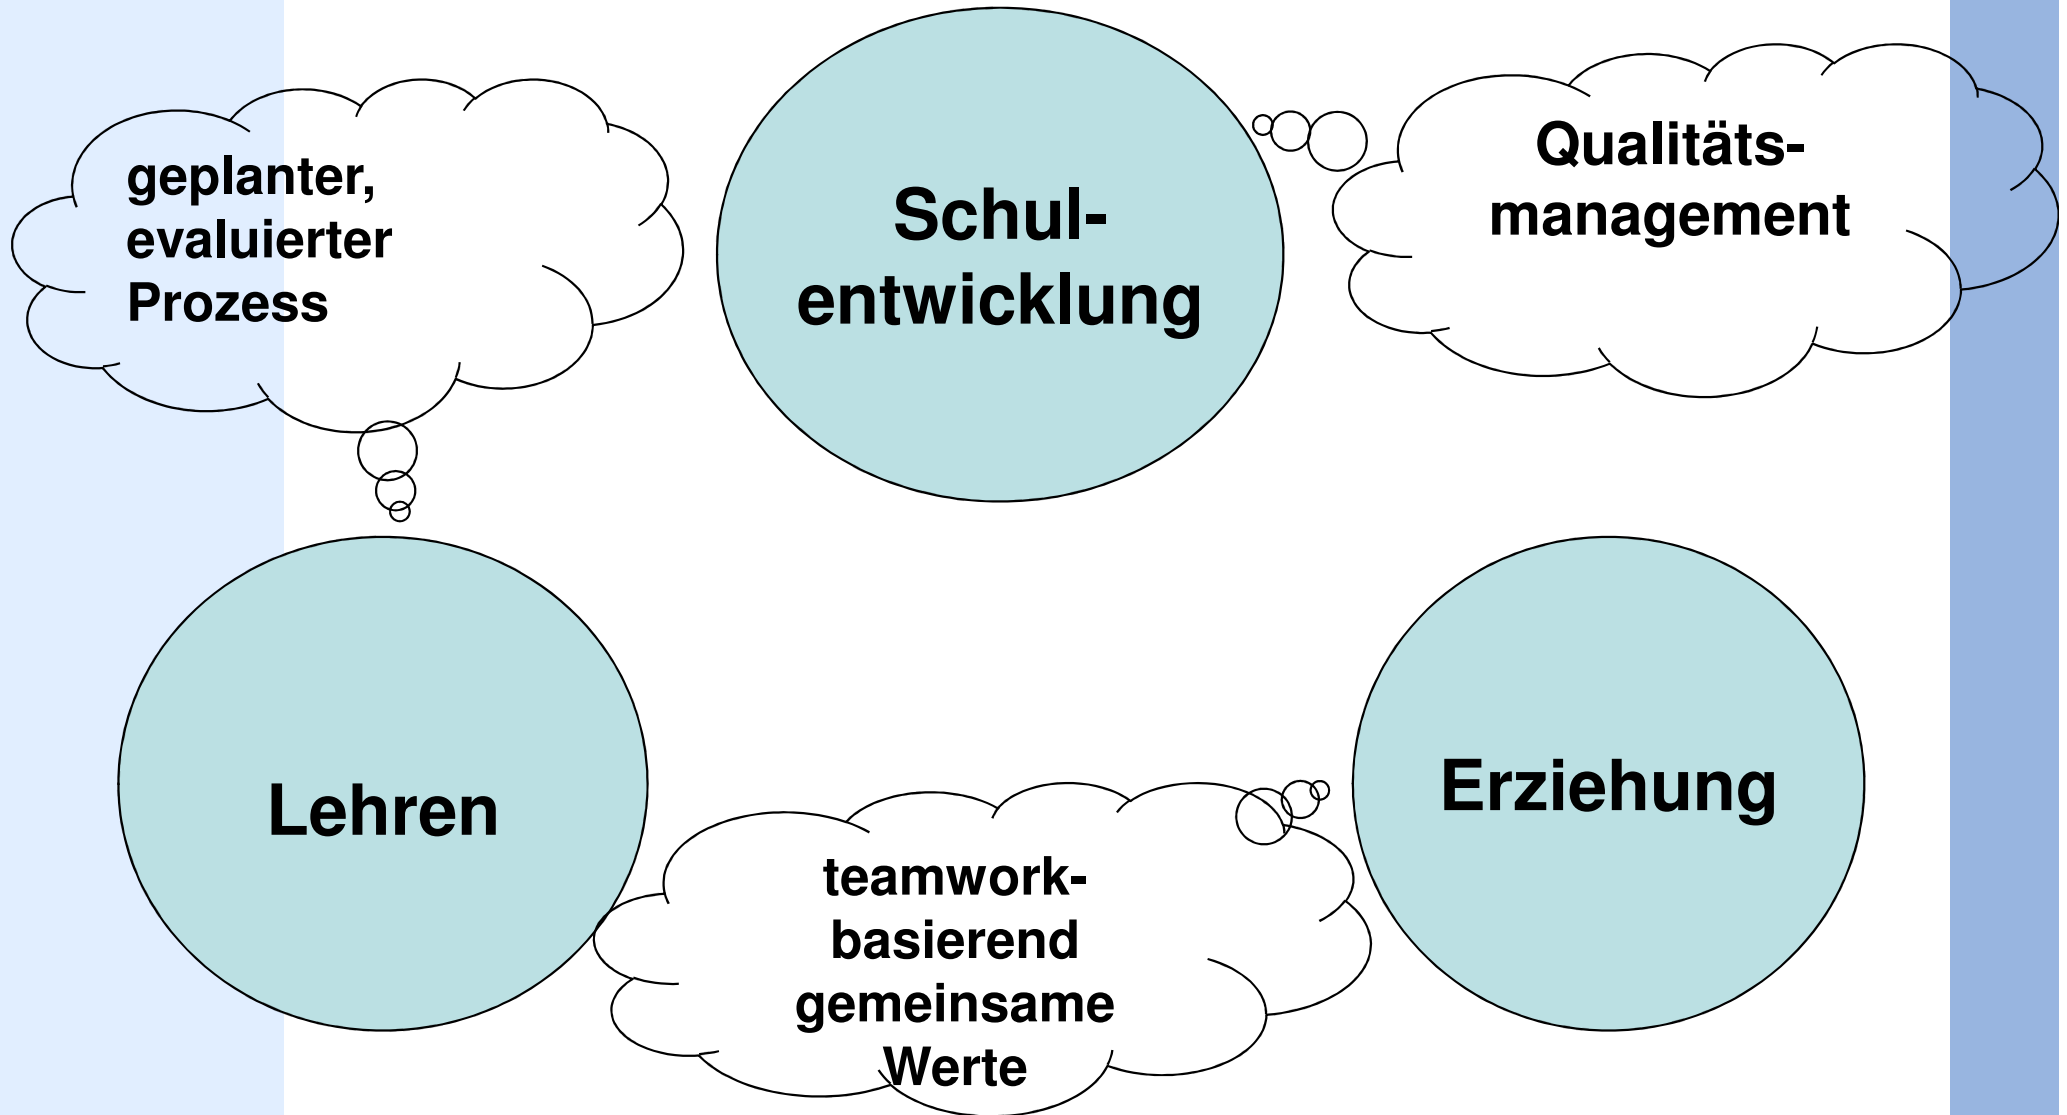 geplanter,
evaluierter
Prozess
Schul-
entwicklung
Qualitäts-
management
Lehren
teamwork-
basierend
gemeinsame
Werte
Erziehung